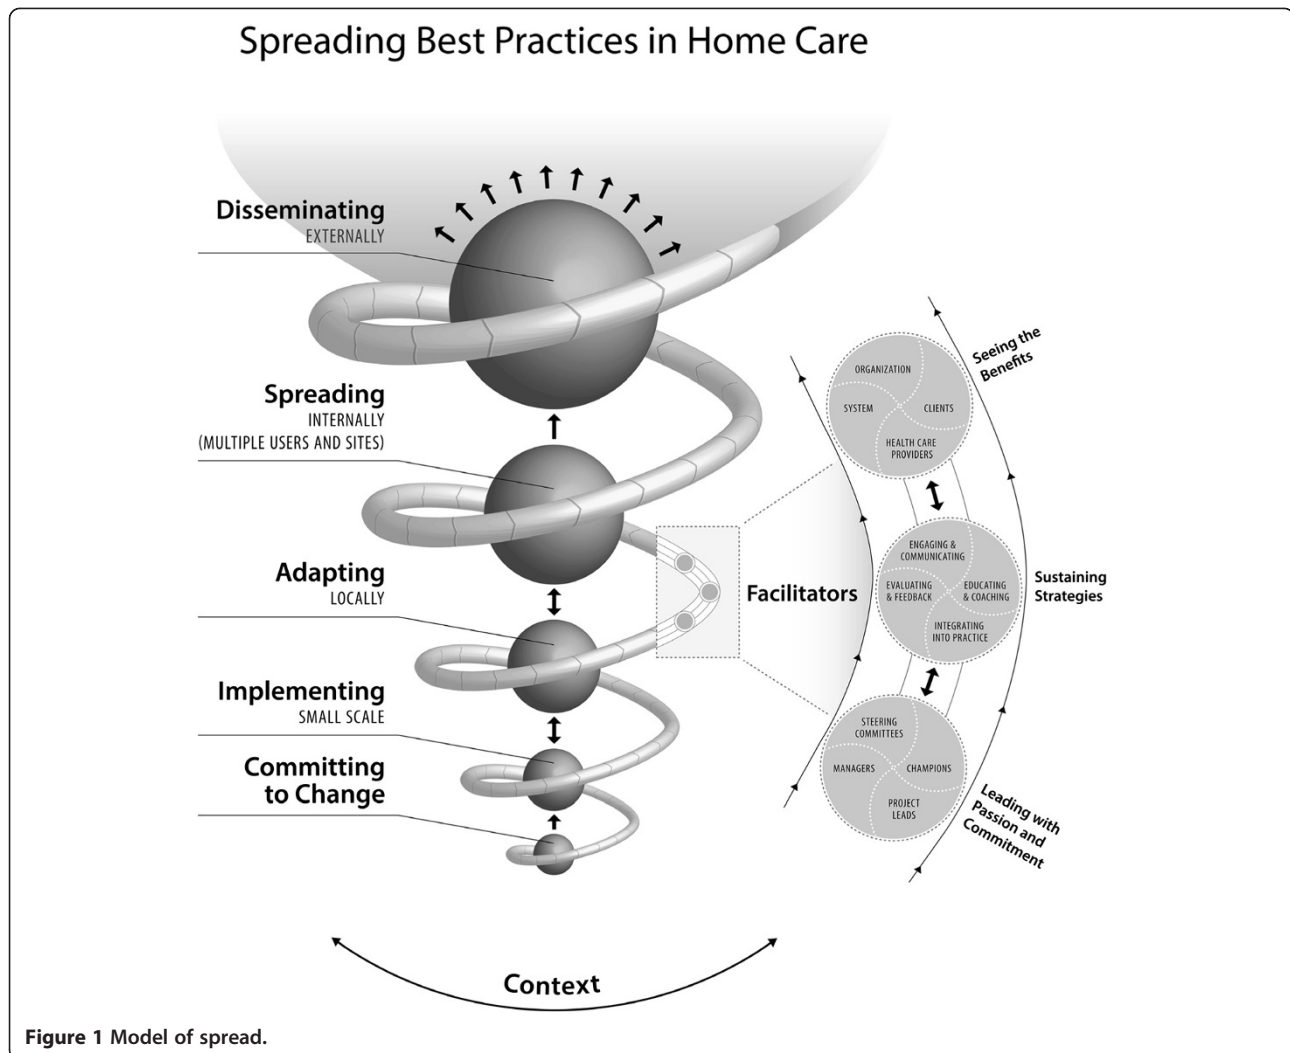 Spreading Best Practices in Home Care
Disseminating
EXTERNALLY
Spreading
INTERNALLY
(MULTIPLE USERS AND SITES)
Adapting
LOCALLY
Implementing
SMALL SCALE
Committing
to Change
Facilitators
ORGANIZATION
SYSTEM
CLIENTS
HEALTH CARE
PROVIDERS
Seeing the
Benefits
ENGAGING &
COMMUNICATING
EVALUATING
& FEEDBACK
EDUCATING
& COACHING
INTEGRATING
INTO PRACTICE
Sustaining
Strategies
STEERING
COMMITTEES
MANAGERS
CHAMPIONS
PROJECT
LEADS
Leading with
Passion and
Commitment
Context
Figure 1 Model of spread.